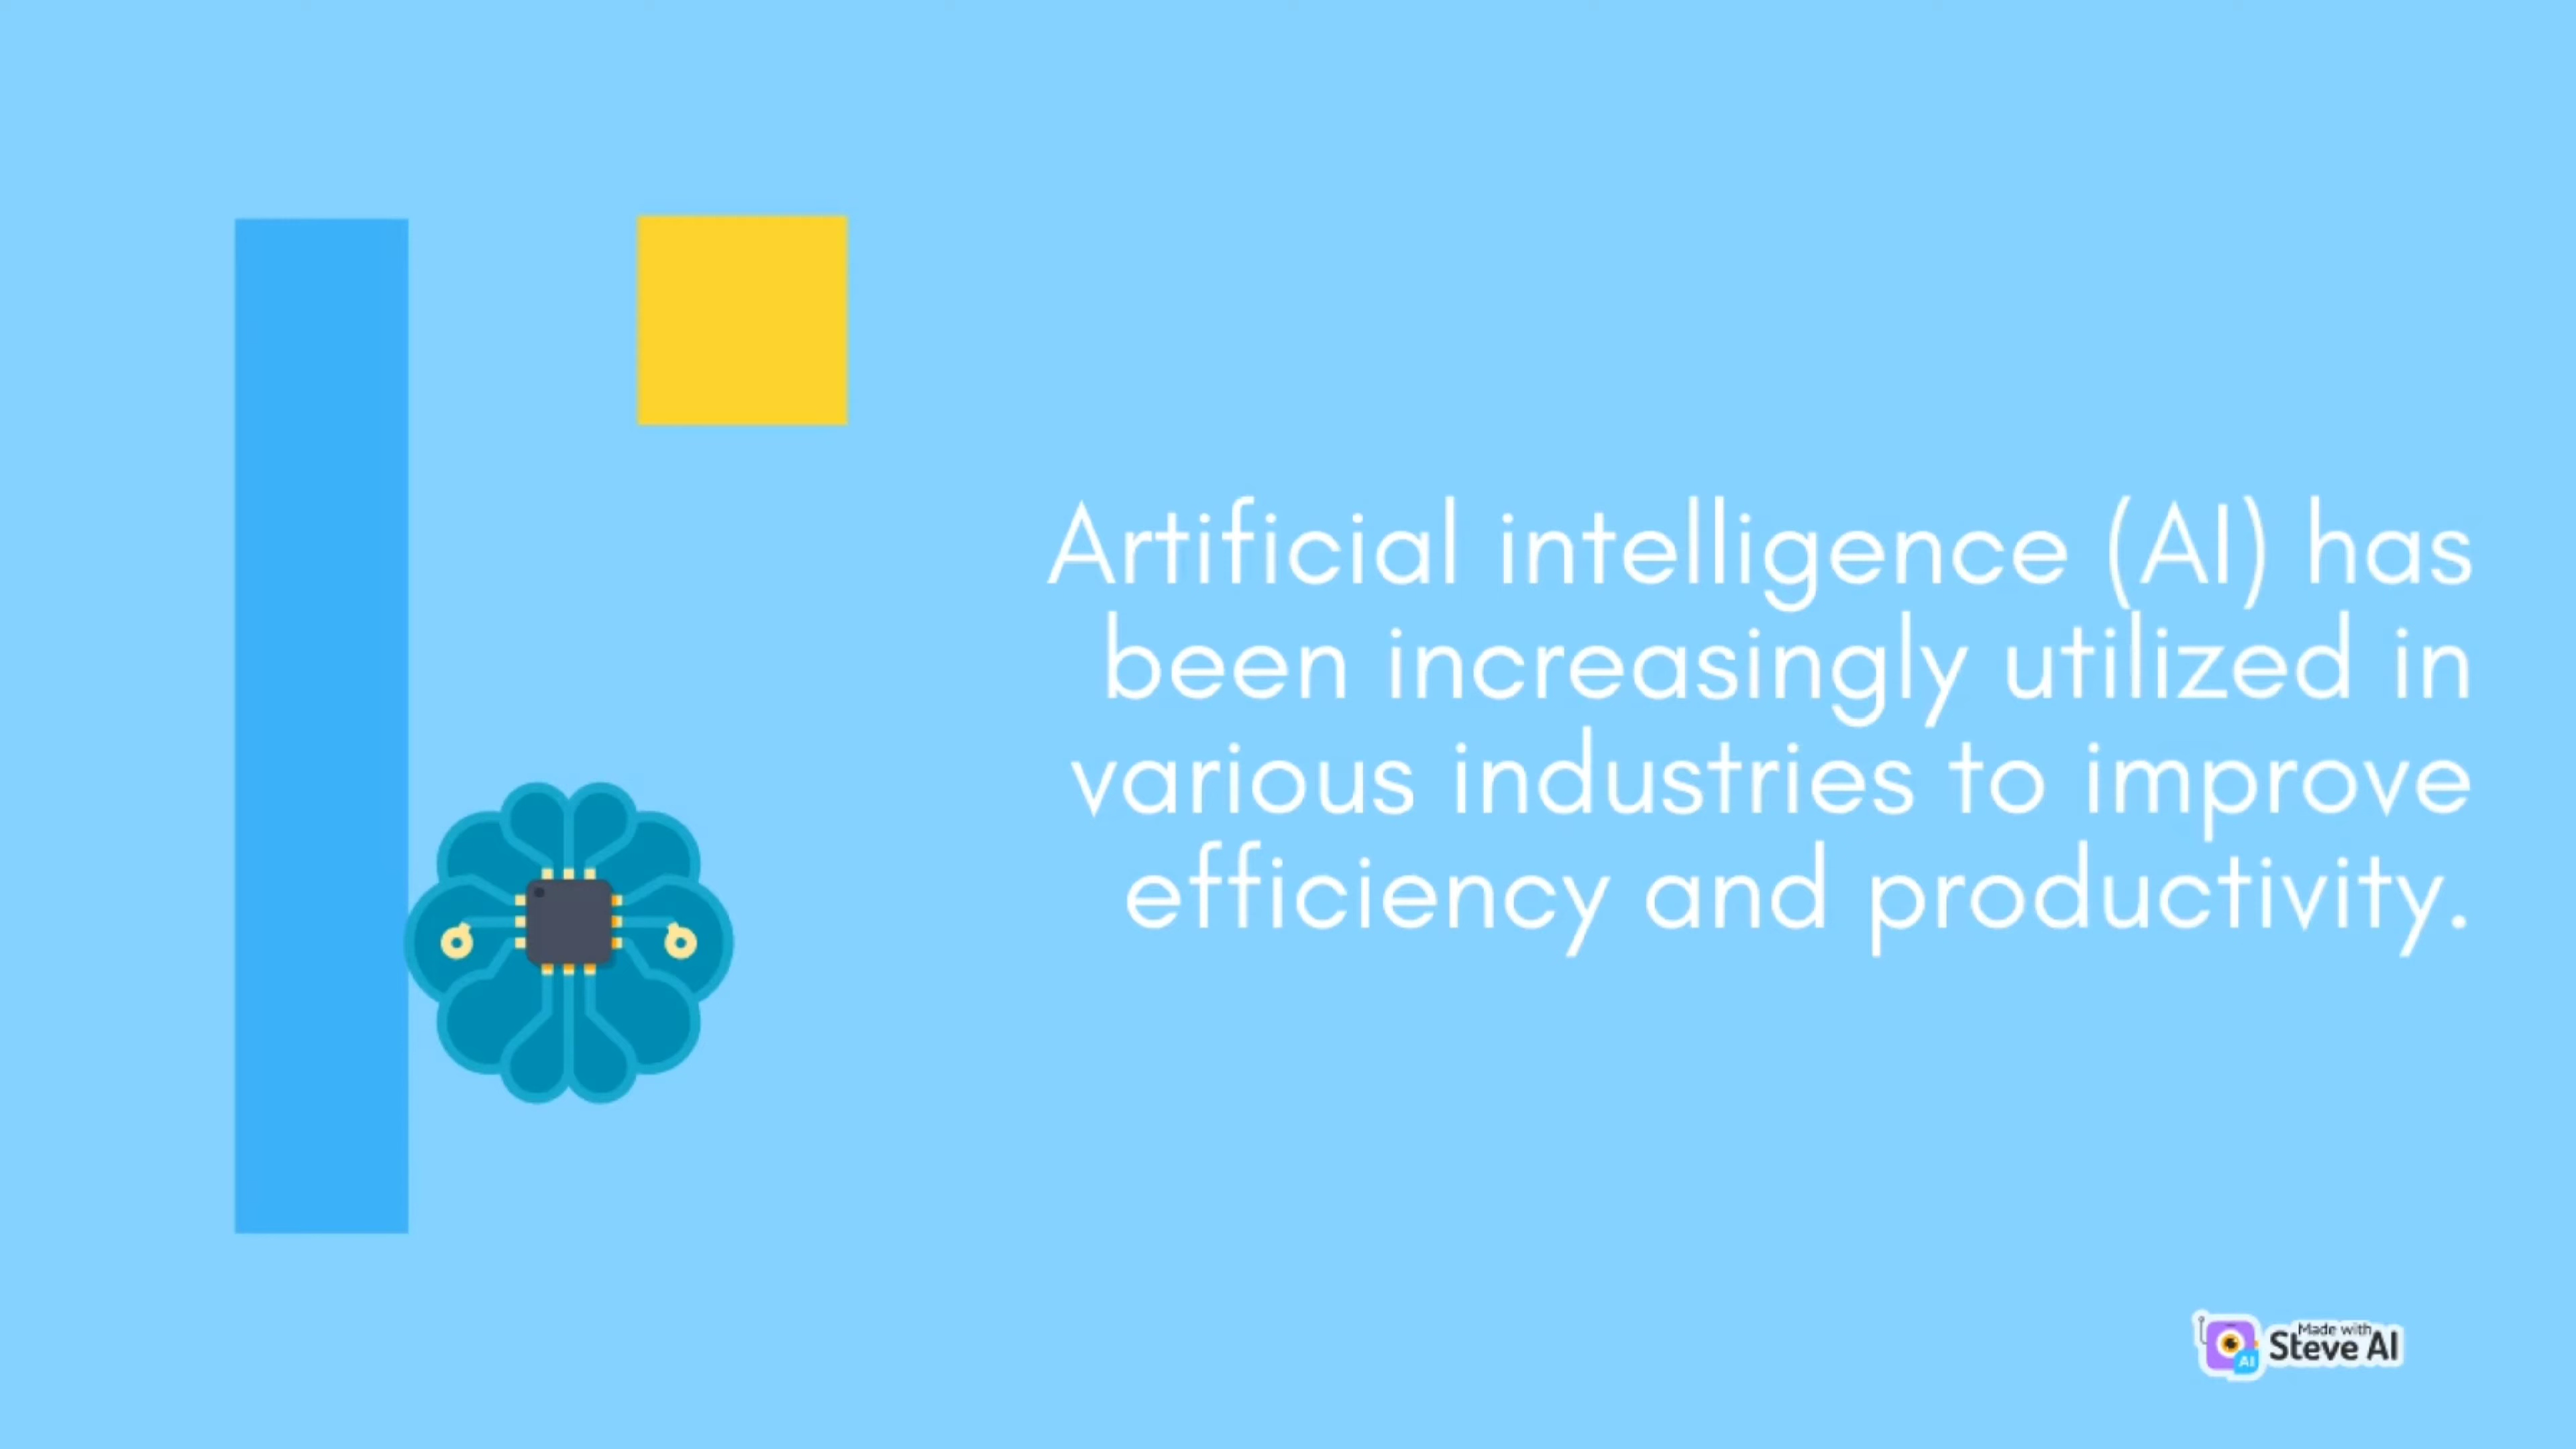 Artificial intelligence (AI) has
been increasingly utilized in
various industries to improve
efficiency and productivity.
Made with
Steve AI
AI